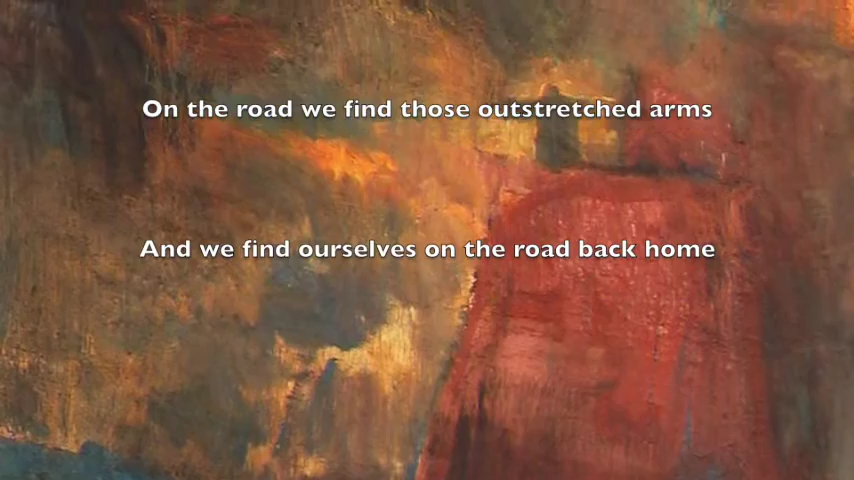 On the road we find those outstretched arms
And we find ourselves on the road back home